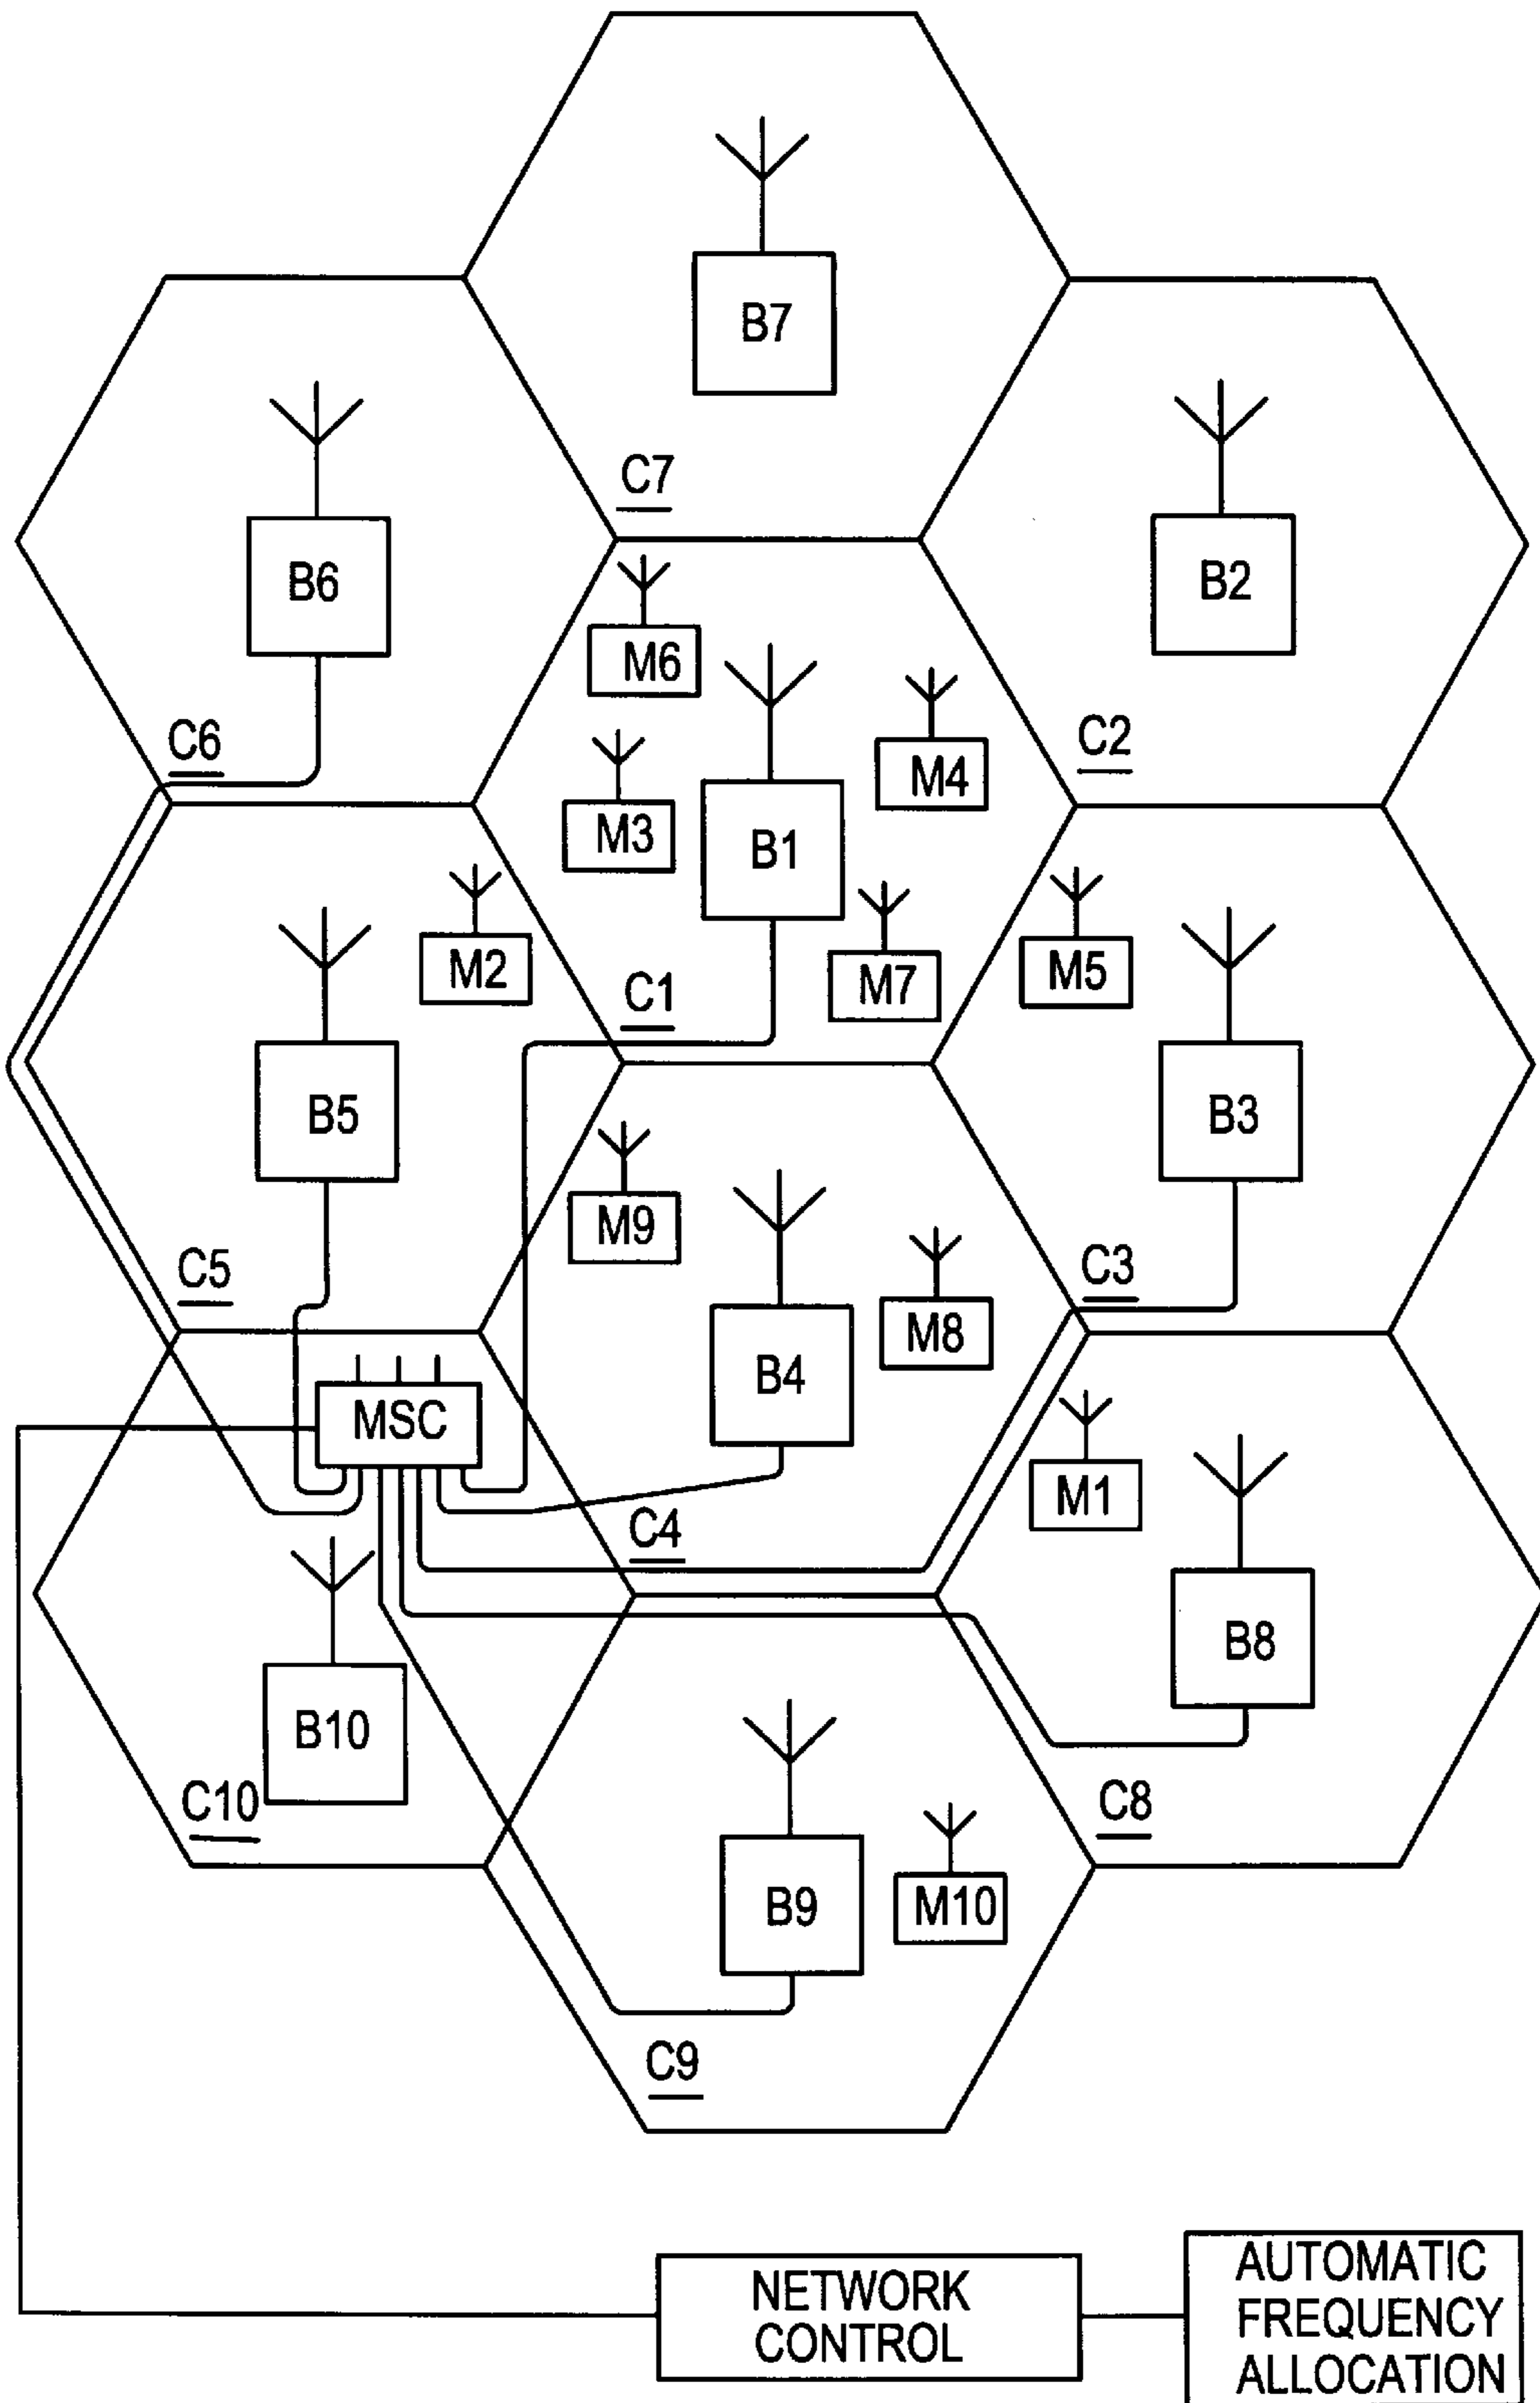 B7
C7
B6
B2
M6
C6
C2
M4
M3
B1
M2
M5
M7
C1
B5
B3
M9
C5
C3
M8
B4
MSC
M1
C4
B8
B10
C10
C8
B9
M10
C9
NETWORK
CONTROL
AUTOMATIC
FREQUENCY
ALLOCATION